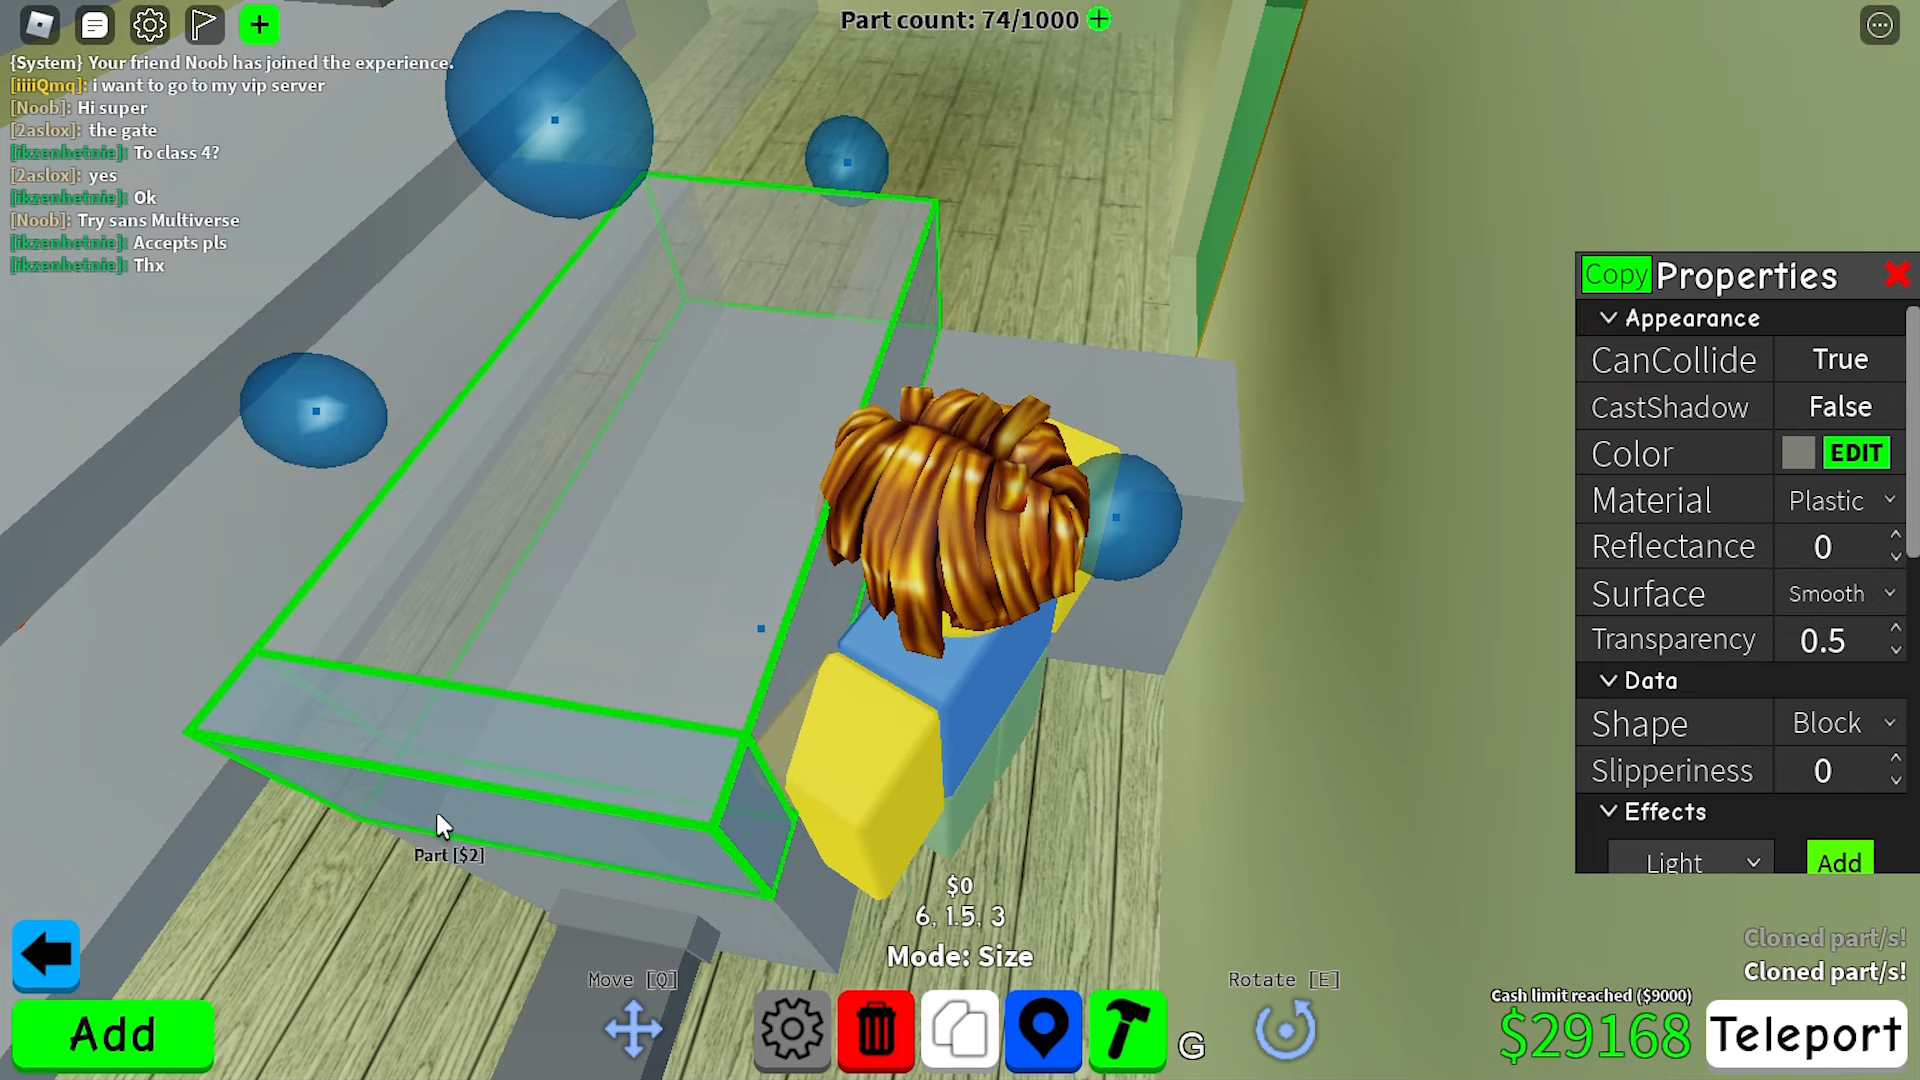 Part count: 74/1000
{System} Your friend Noob has joined the experience.
[iiiiQmq]: i want to go to my vip server
[Noob]: Hi super
[2aslox]: the gate
[ikzenhetnie]: To class 4?
[2aslox]: yes
[ikzenhetnie]: Ok
[Noob]: Try sans Multiverse
[ikzenhetnie]: Accepts pls
[ikzenhetnie]: Thx
Copy Properties
Appearance
CanCollide True
CastShadow False
Color EDIT
Material Plastic
Reflectance 0
Surface Smooth
Transparency 0.5
Data
Shape Block
Slipperiness 0
Effects
Light Add
Part [$2]
$0
6, 1.5, 3
Mode: Size
Move [Q]
Rotate [E]
G
Cloned part/s!
Cloned part/s!
Cash limit reached ($9000)
$29168
Teleport
Add